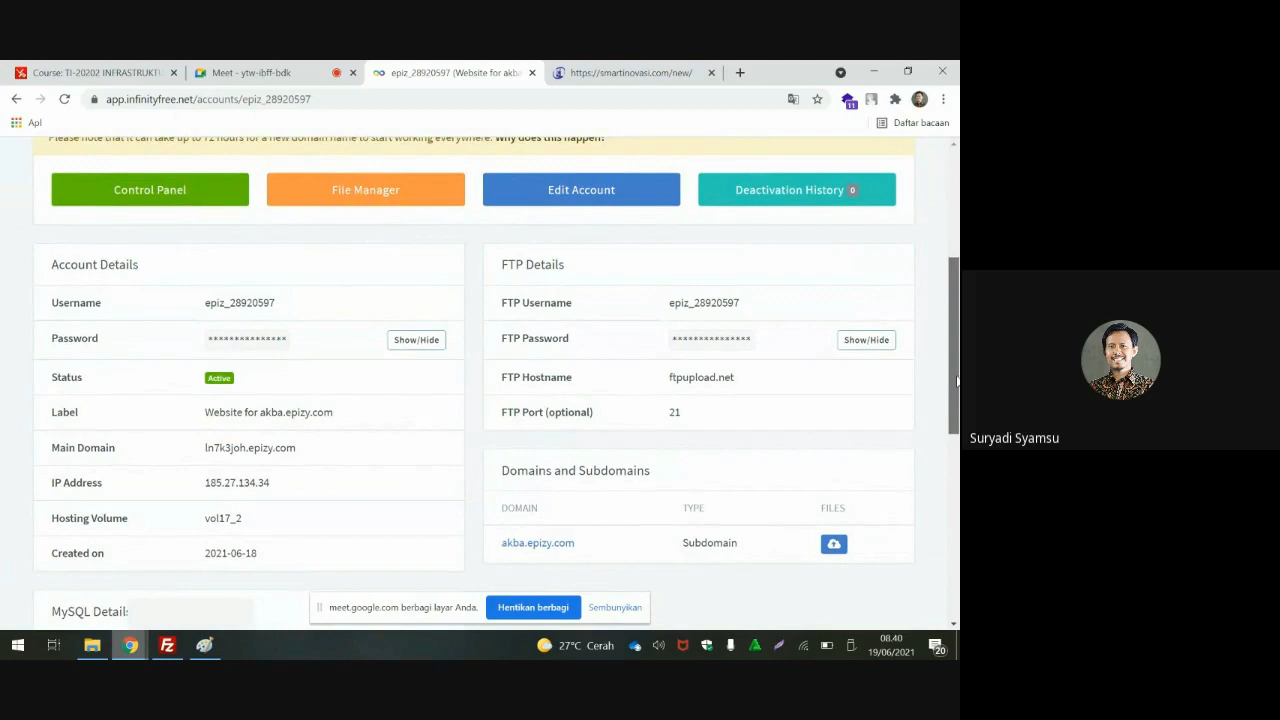 Course: TI-20202 INFRASTRUKTU
Meet - ytw-ibff-bdk
epiz_28920597 (Website for akba
https://smartinovasi.com/new/
app.infinityfree.net/accounts/epiz_28920597
11
Apl
Daftar bacaan
Please note that it can take up to 72 hours for a new domain name to start working everywhere. Why does this happen?
Control Panel
File Manager
Edit Account
Deactivation History 0
Account Details
Username epiz_28920597
Password *************** Show/Hide
Status Active
Label Website for akba.epizy.com
Main Domain ln7k3joh.epizy.com
IP Address 185.27.134.34
Hosting Volume vol17_2
Created on 2021-06-18
FTP Details
FTP Username epiz_28920597
FTP Password *************** Show/Hide
FTP Hostname ftpupload.net
FTP Port (optional) 21
Domains and Subdomains
DOMAIN TYPE FILES
akba.epizy.com Subdomain
MySQL Details
meet.google.com berbagi layar Anda. Hentikan berbagi Sembunyikan
27°C Cerah
08.40
19/06/2021
20
Suryadi Syamsu